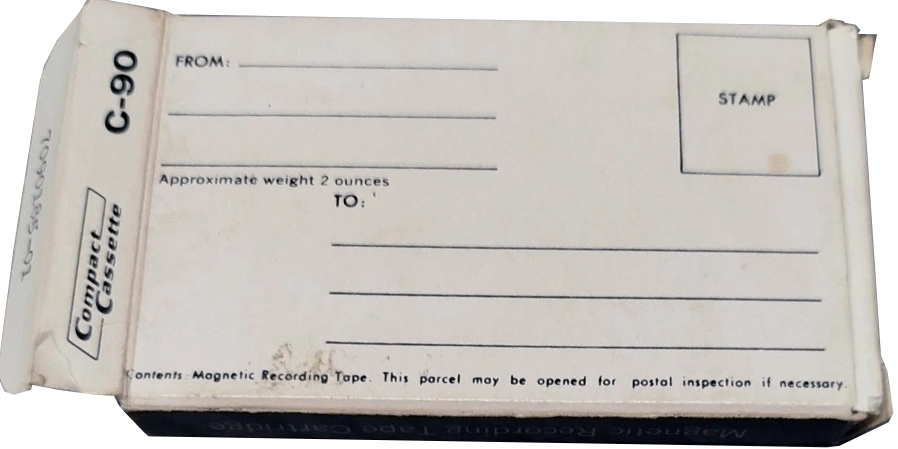 FROM:
STAMP
Approximate weight 2 ounces
TO:
Contents: Magnetic Recording Tape. This parcel may be opened for postal inspection if necessary.
C-90
Compact
Cassette
Magnetic Recording Tape Cartridge